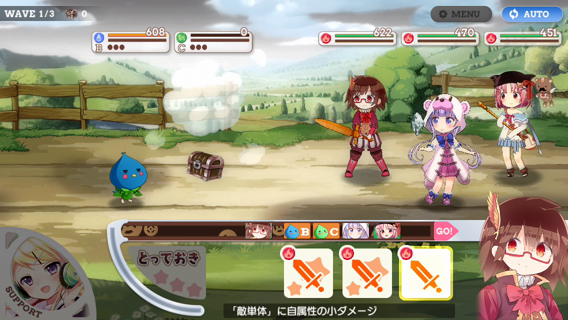 WAVE 1/3 0
MENU
AUTO
608
B
0
C
622
470
451
B C GO!
とっておき
SUPPORT
「敵単体」に自属性の小ダメージ